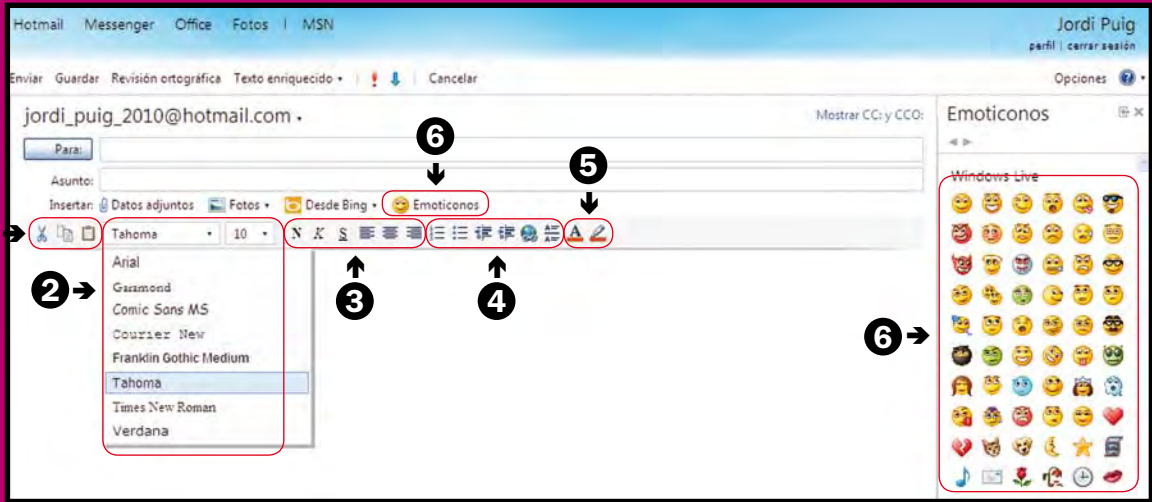 Hotmail Messenger Office Fotos | MSN
Jordi Puig
perfil | cerrar sesión
Enviar Guardar Revisión ortográfica Texto enriquecido Cancelar
Opciones
jordi_puig_2010@hotmail.com
Mostrar CC: y CCO:
Emoticonos
6
Para:
5
Asunto:
Windows Live
Insertar: Datos adjuntos Fotos Desde Bing Emoticonos
Tahoma 10 N K S A
Arial
2
Garamond
3
4
Comic Sans MS
6
Courier New
Franklin Gothic Medium
Tahoma
Times New Roman
Verdana